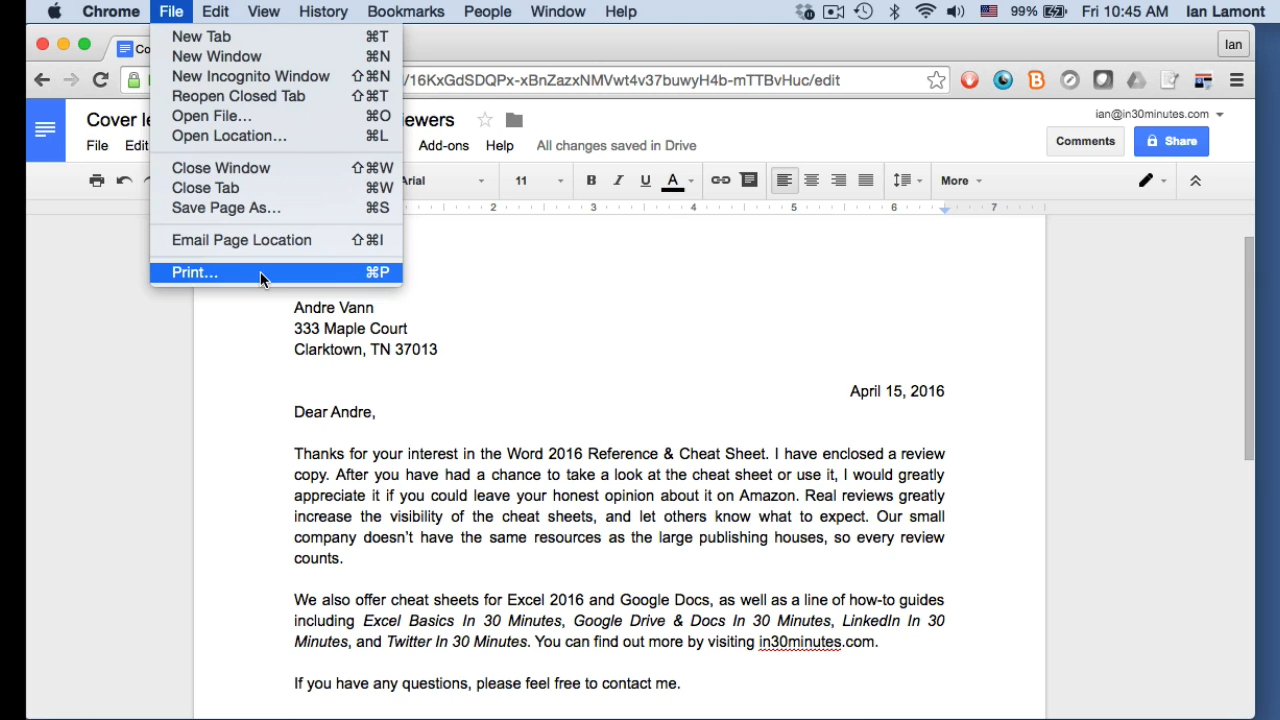 Chrome File Edit View History Bookmarks People Window Help 99% Fri 10:45 AM Ian Lamont
New Tab ⌘T
New Window ⌘N
New Incognito Window ⇧⌘N
Reopen Closed Tab ⇧⌘T
Open File... ⌘O
Open Location... ⌘L
Close Window ⇧⌘W
Close Tab ⌘W
Save Page As... ⌘S
Email Page Location ⇧⌘I
Print... ⌘P
Co
Ian
/16KxGdSDQPx-xBnZazxNMVwt4v37buwyH4b-mTTBvHuc/edit
Cover le
iewers
ian@in30minutes.com
File Edit Add-ons Help All changes saved in Drive Comments Share
Arial 11 B I U A More
2 3 4 5 6 7
Andre Vann
333 Maple Court
Clarktown, TN 37013
April 15, 2016
Dear Andre,
Thanks for your interest in the Word 2016 Reference & Cheat Sheet. I have enclosed a review
copy. After you have had a chance to take a look at the cheat sheet or use it, I would greatly
appreciate it if you could leave your honest opinion about it on Amazon. Real reviews greatly
increase the visibility of the cheat sheets, and let others know what to expect. Our small
company doesn't have the same resources as the large publishing houses, so every review
counts.
We also offer cheat sheets for Excel 2016 and Google Docs, as well as a line of how-to guides
including Excel Basics In 30 Minutes, Google Drive & Docs In 30 Minutes, LinkedIn In 30
Minutes, and Twitter In 30 Minutes. You can find out more by visiting in30minutes.com.
If you have any questions, please feel free to contact me.